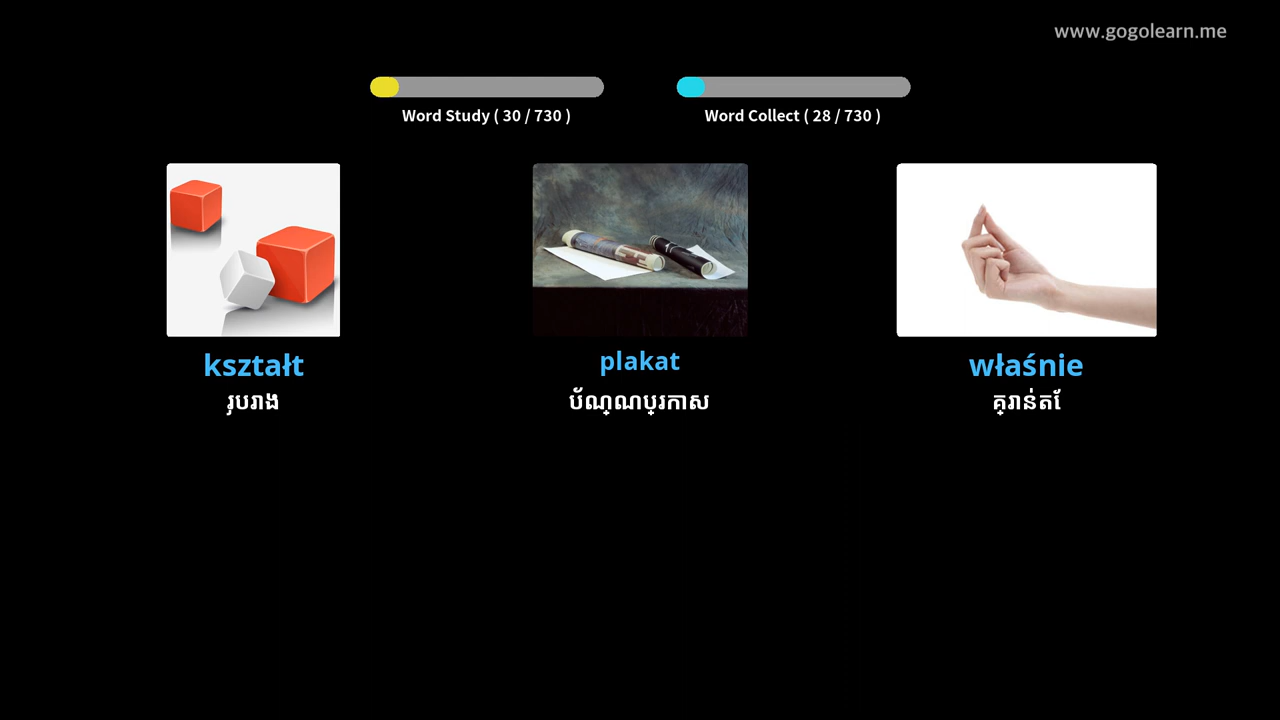 www.gogolearn.me
Word Study ( 30 / 730 )
Word Collect ( 28 / 730 )
kształt
plakat
właśnie
រូបរាង
ប័ណ្ណប្រកាស
គ្រាន់តែ